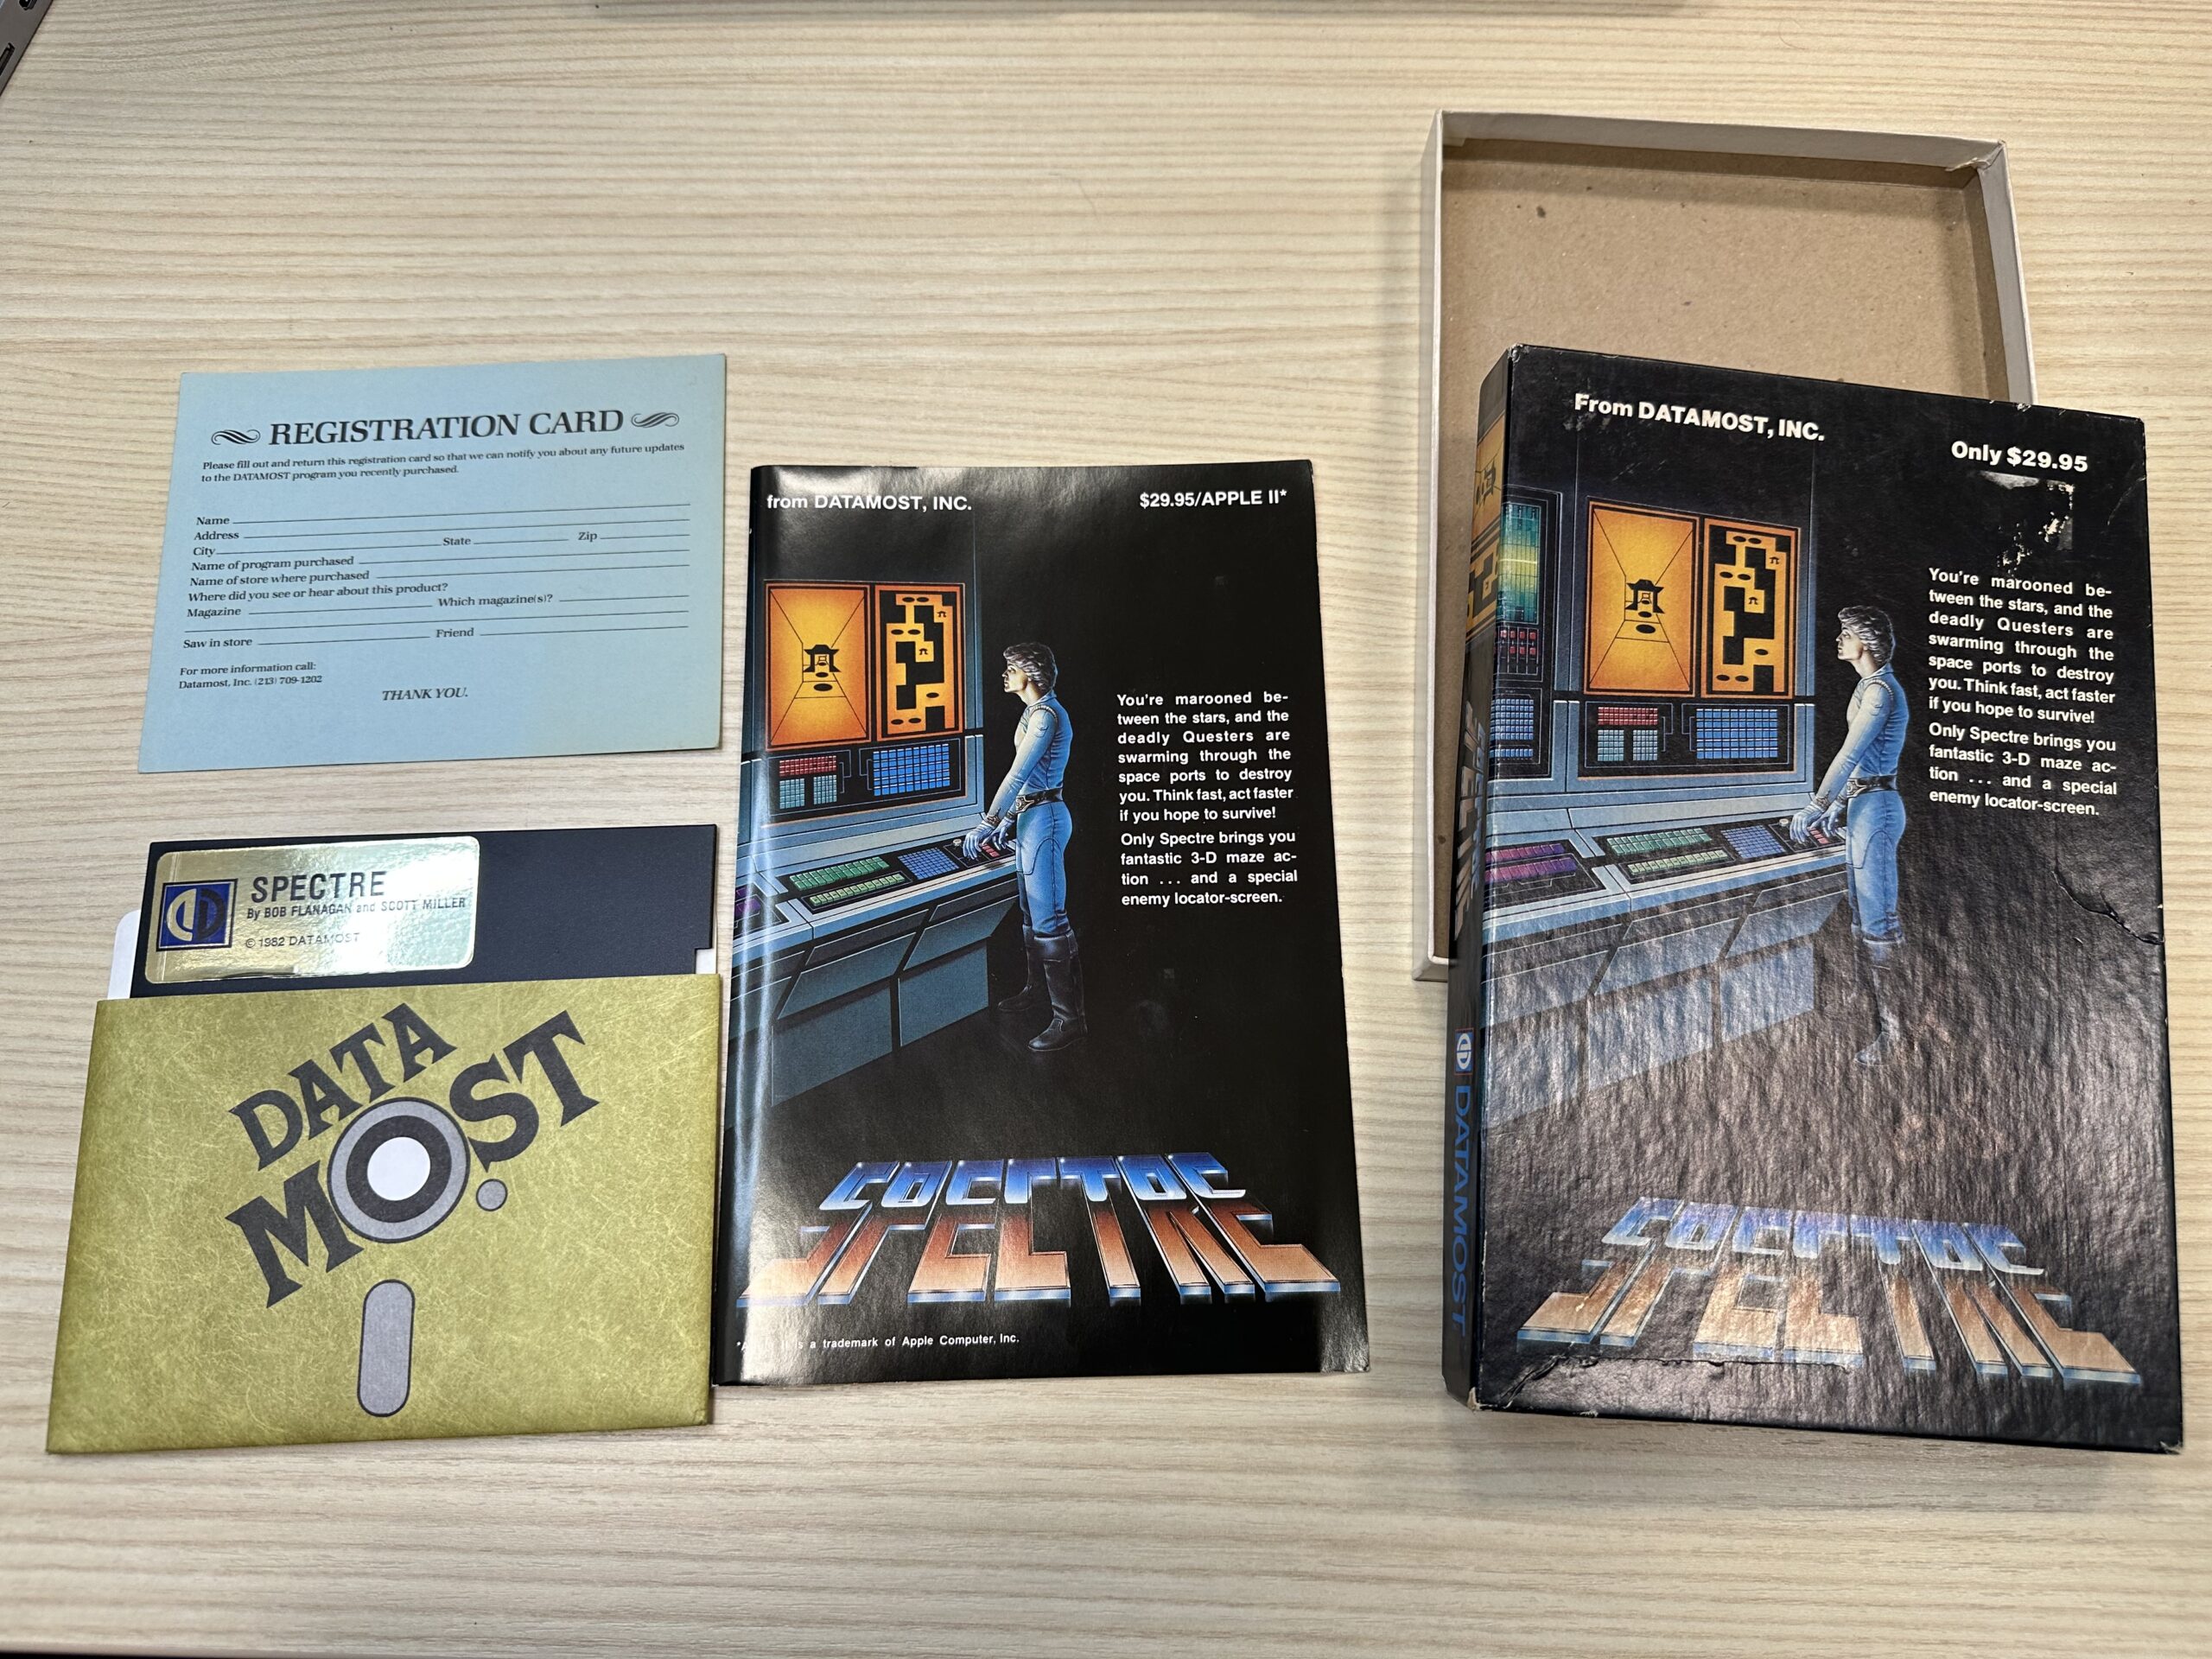 REGISTRATION CARD
Please fill out and return this registration card so that we can notify you about any future updates
to the DATAMOST program you recently purchased.
Name
Address
City State Zip
Name of program purchased
Name of store where purchased
Where did you see or hear about this product?
Magazine Which magazine(s)?
Saw in store Friend
For more information call:
Datamost, Inc. (213) 709-1202
THANK YOU.
SPECTRE
By BOB FLANAGAN and SCOTT MILLER
© 1982 DATAMOST
DATA
MOST
from DATAMOST, INC.
$29.95/APPLE II*
You're marooned be-
tween the stars, and the
deadly Questers are
swarming through the
space ports to destroy
you. Think fast, act faster
if you hope to survive!
Only Spectre brings you
fantastic 3-D maze ac-
tion ... and a special
enemy locator-screen.
SPECTRE
is a trademark of Apple Computer, Inc.
From DATAMOST, INC.
Only $29.95
You're marooned be-
tween the stars, and the
deadly Questers are
swarming through the
space ports to destroy
you. Think fast, act faster
if you hope to survive!
Only Spectre brings you
fantastic 3-D maze ac-
tion ... and a special
enemy locator-screen.
SPECTRE
SPECTRE
DATAMOST